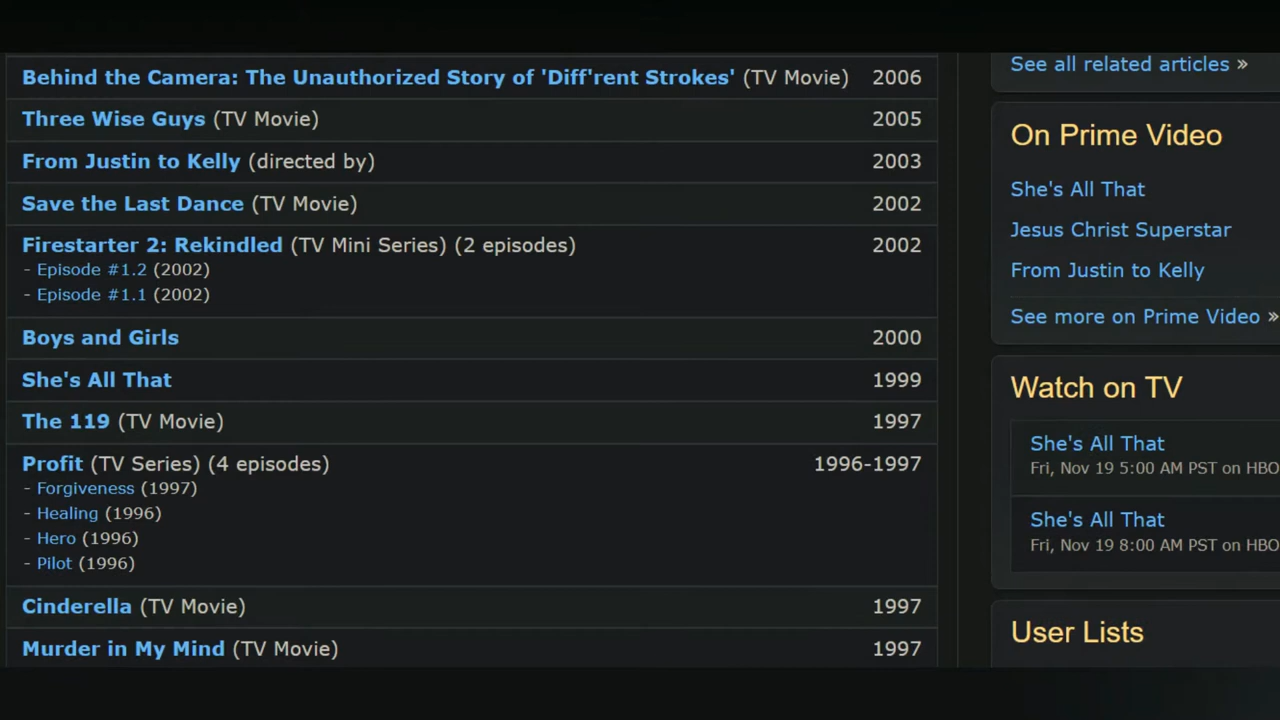 Behind the Camera: The Unauthorized Story of 'Diff'rent Strokes' (TV Movie) 2006
Three Wise Guys (TV Movie) 2005
From Justin to Kelly (directed by) 2003
Save the Last Dance (TV Movie) 2002
Firestarter 2: Rekindled (TV Mini Series) (2 episodes) 2002
- Episode #1.2 (2002)
- Episode #1.1 (2002)
Boys and Girls 2000
She's All That 1999
The 119 (TV Movie) 1997
Profit (TV Series) (4 episodes) 1996-1997
- Forgiveness (1997)
- Healing (1996)
- Hero (1996)
- Pilot (1996)
Cinderella (TV Movie) 1997
Murder in My Mind (TV Movie) 1997
See all related articles »
On Prime Video
She's All That
Jesus Christ Superstar
From Justin to Kelly
See more on Prime Video »
Watch on TV
She's All That
Fri, Nov 19 5:00 AM PST on HBO
She's All That
Fri, Nov 19 8:00 AM PST on HBO
User Lists